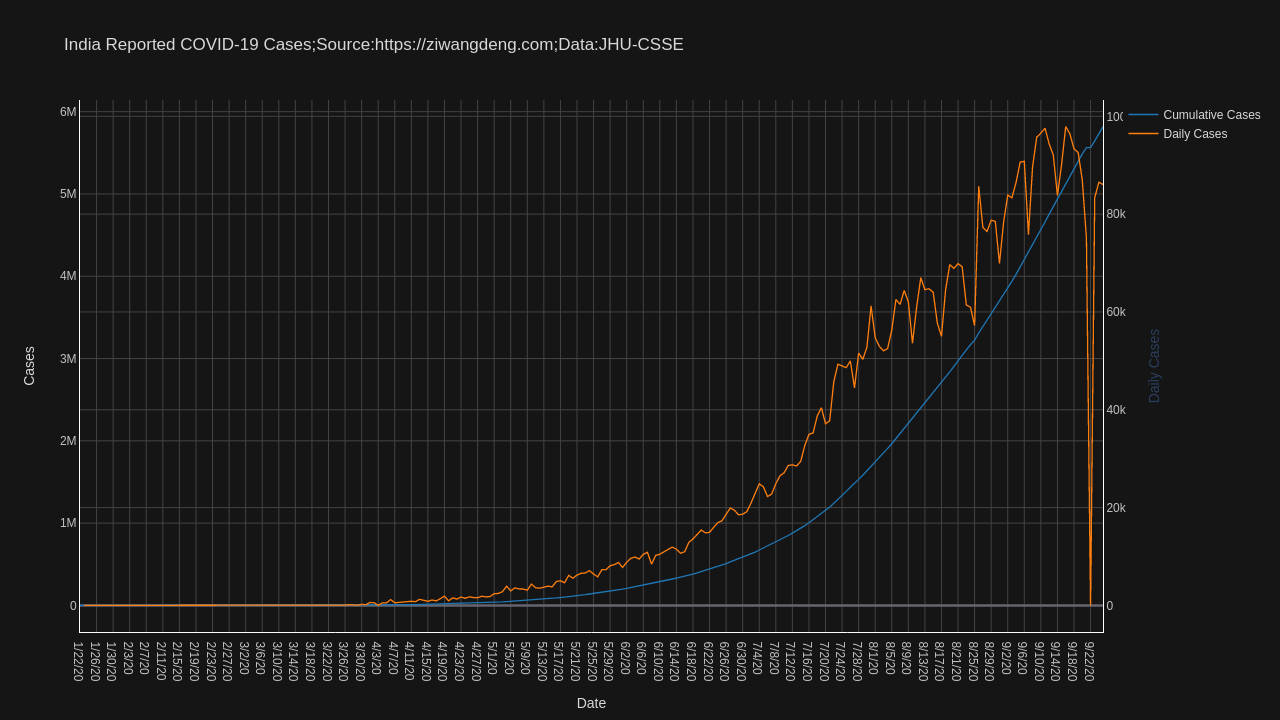 India Reported COVID-19 Cases;Source:https://ziwangdeng.com;Data:JHU-CSSE
6M
5M
4M
3M
2M
1M
0
Cases
100
80k
60k
40k
20k
0
Daily Cases
Cumulative Cases
Daily Cases
1/22/20 1/26/20 1/30/20 2/3/20 2/7/20 2/11/20 2/15/20 2/19/20 2/23/20 2/27/20 3/2/20 3/6/20 3/10/20 3/14/20 3/18/20 3/22/20 3/26/20 3/30/20 4/3/20 4/7/20 4/11/20 4/15/20 4/19/20 4/23/20 4/27/20 5/1/20 5/5/20 5/9/20 5/13/20 5/17/20 5/21/20 5/25/20 5/29/20 6/2/20 6/6/20 6/10/20 6/14/20 6/18/20 6/22/20 6/26/20 6/30/20 7/4/20 7/8/20 7/12/20 7/16/20 7/20/20 7/24/20 7/28/20 8/1/20 8/5/20 8/9/20 8/13/20 8/17/20 8/21/20 8/25/20 8/29/20 9/2/20 9/6/20 9/10/20 9/14/20 9/18/20 9/22/20
Date